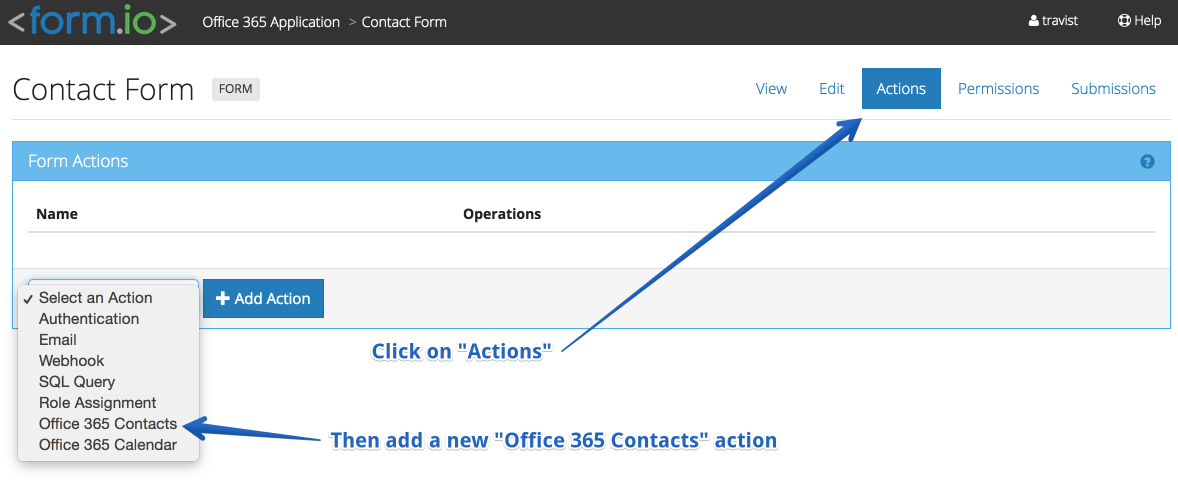 <form.io> Office 365 Application > Contact Form travist Help
Contact Form FORM View Edit Actions Permissions Submissions
Form Actions ?
Name Operations
✓ Select an Action
Authentication
Email
Webhook
SQL Query
Role Assignment
Office 365 Contacts
Office 365 Calendar
+ Add Action
Click on "Actions"
Then add a new "Office 365 Contacts" action